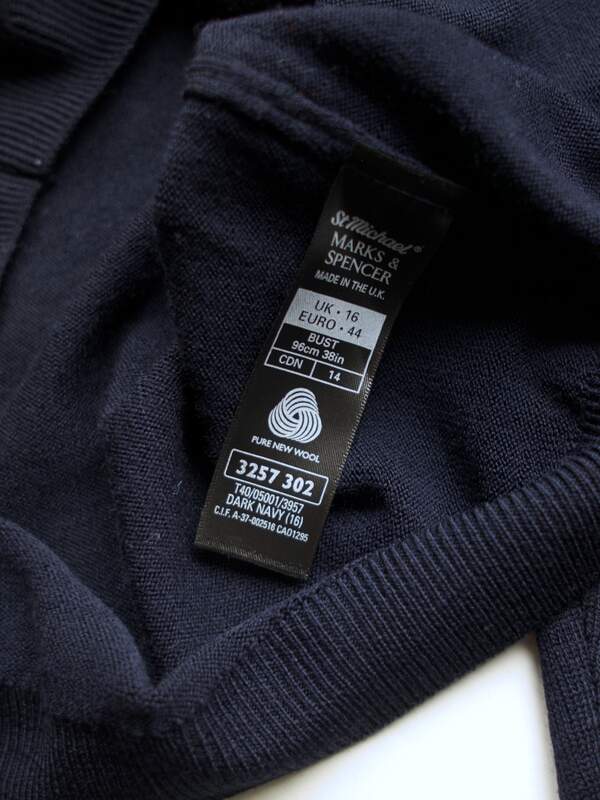 St Michael®
MARKS &
SPENCER
MADE IN THE U.K.
UK · 16
EURO · 44
BUST
96cm 38in
CDN 14
PURE NEW WOOL
3257 302
T40/05001/3957
DARK NAVY (16)
C.I.F. A-37-002516 CAD1295